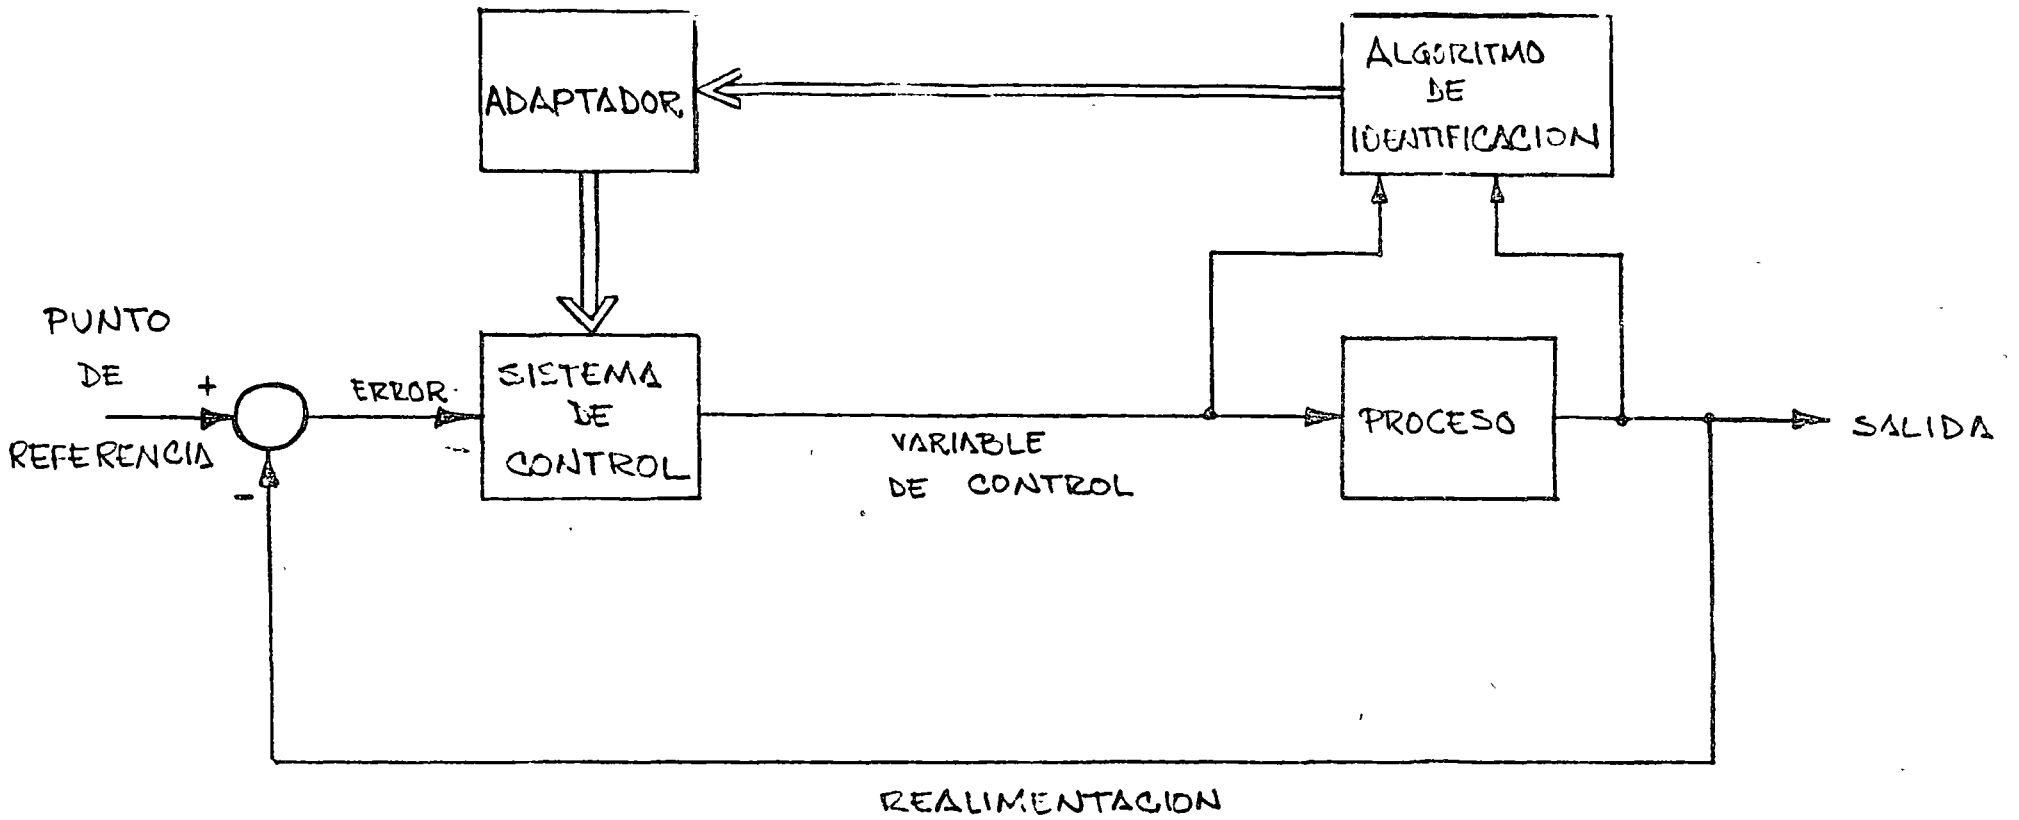 ADAPTADOR
ALGORITMO
DE
IDENTIFICACION
PUNTO
DE
REFERENCIA
+
-
ERROR
SISTEMA
DE
CONTROL
VARIABLE
DE CONTROL
PROCESO
SALIDA
REALIMENTACION